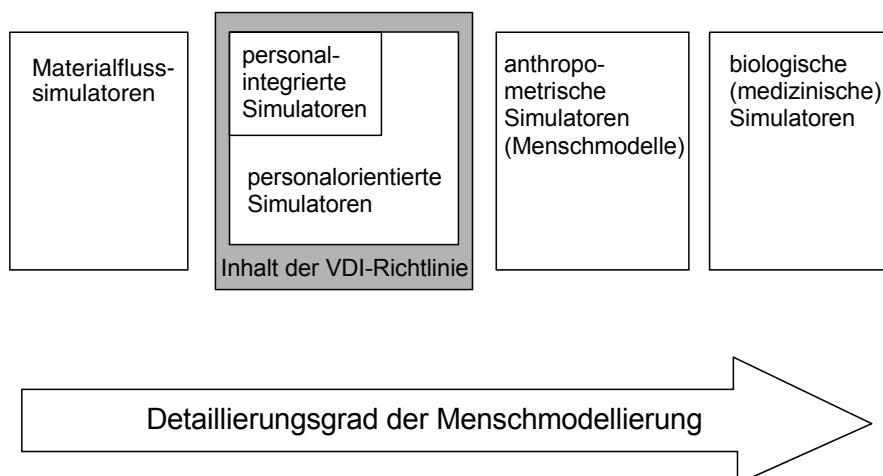 Materialfluss-
simulatoren
personal-
integrierte
Simulatoren
personalorientierte
Simulatoren
Inhalt der VDI-Richtlinie
anthropo-
metrische
Simulatoren
(Menschmodelle)
biologische
(medizinische)
Simulatoren
Detaillierungsgrad der Menschmodellierung